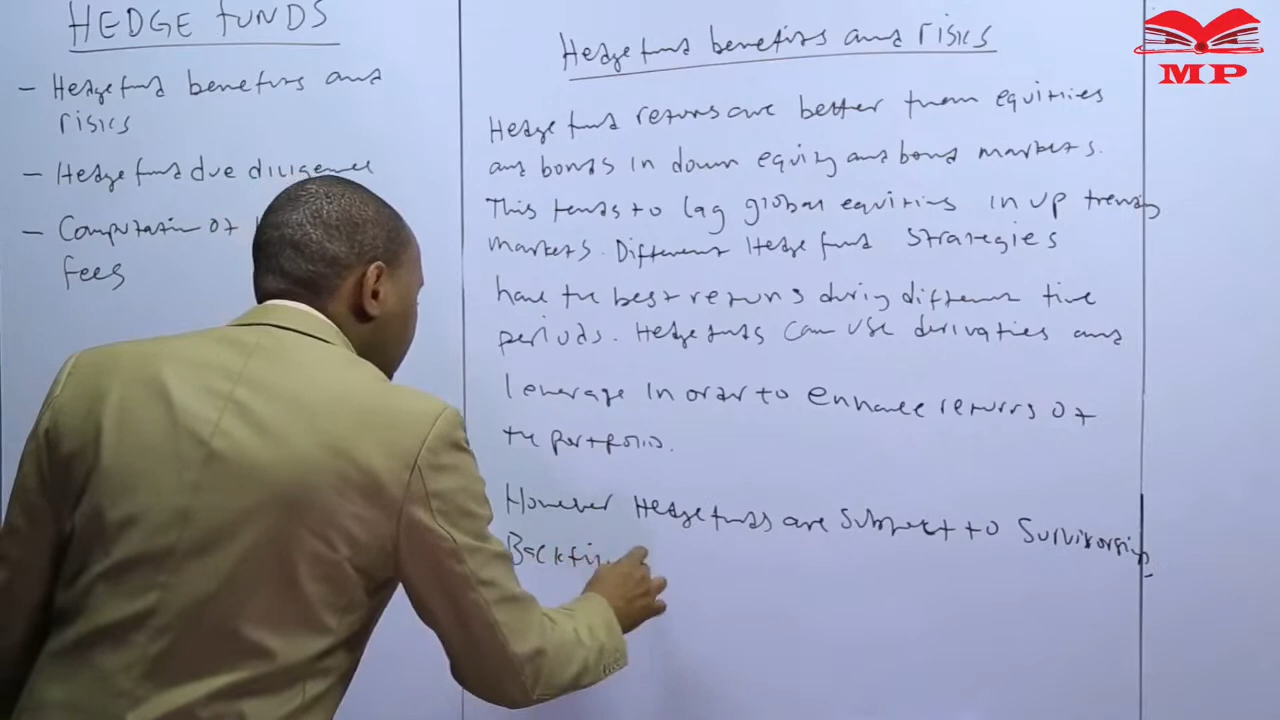 HEDGE FUNDS
- Hedge fund benefits and
risks
- Hedge fund due diligence
- Computation of
fees
Hedge fund benefits and risks
Hedge fund returns are better than equities
and bonds in down equity and bond markets.
This tends to lag global equities in up trends
markets. Different Hedge fund strategies
have the best returns during different time
periods. Hedge funds can use derivaties and
leverage in order to enhance returns of
the portfolio.
However Hedge funds are subject to Survivorship
Backfi
MP